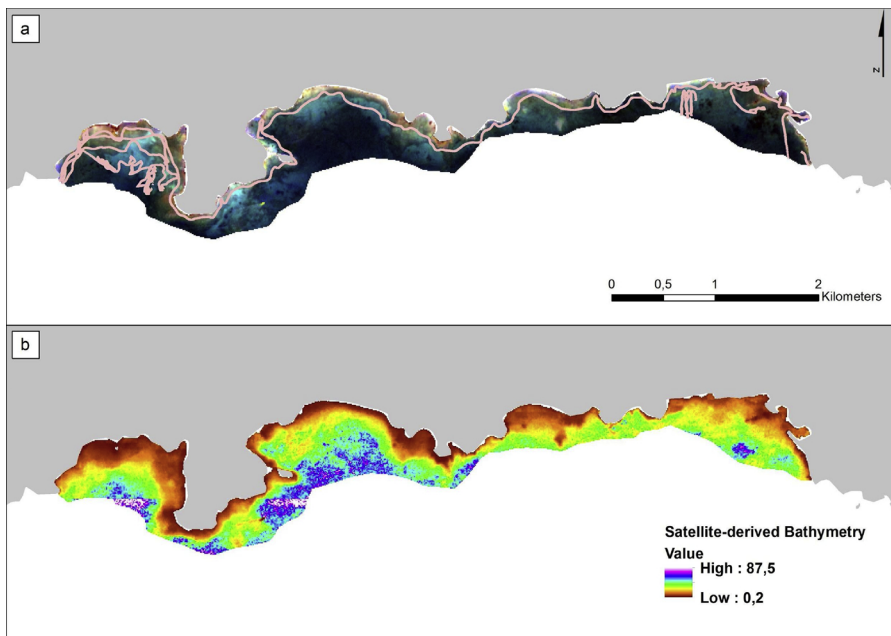 a
N
0 0,5 1 2
Kilometers
b
Satellite-derived Bathymetry
Value
High : 87,5
Low : 0,2